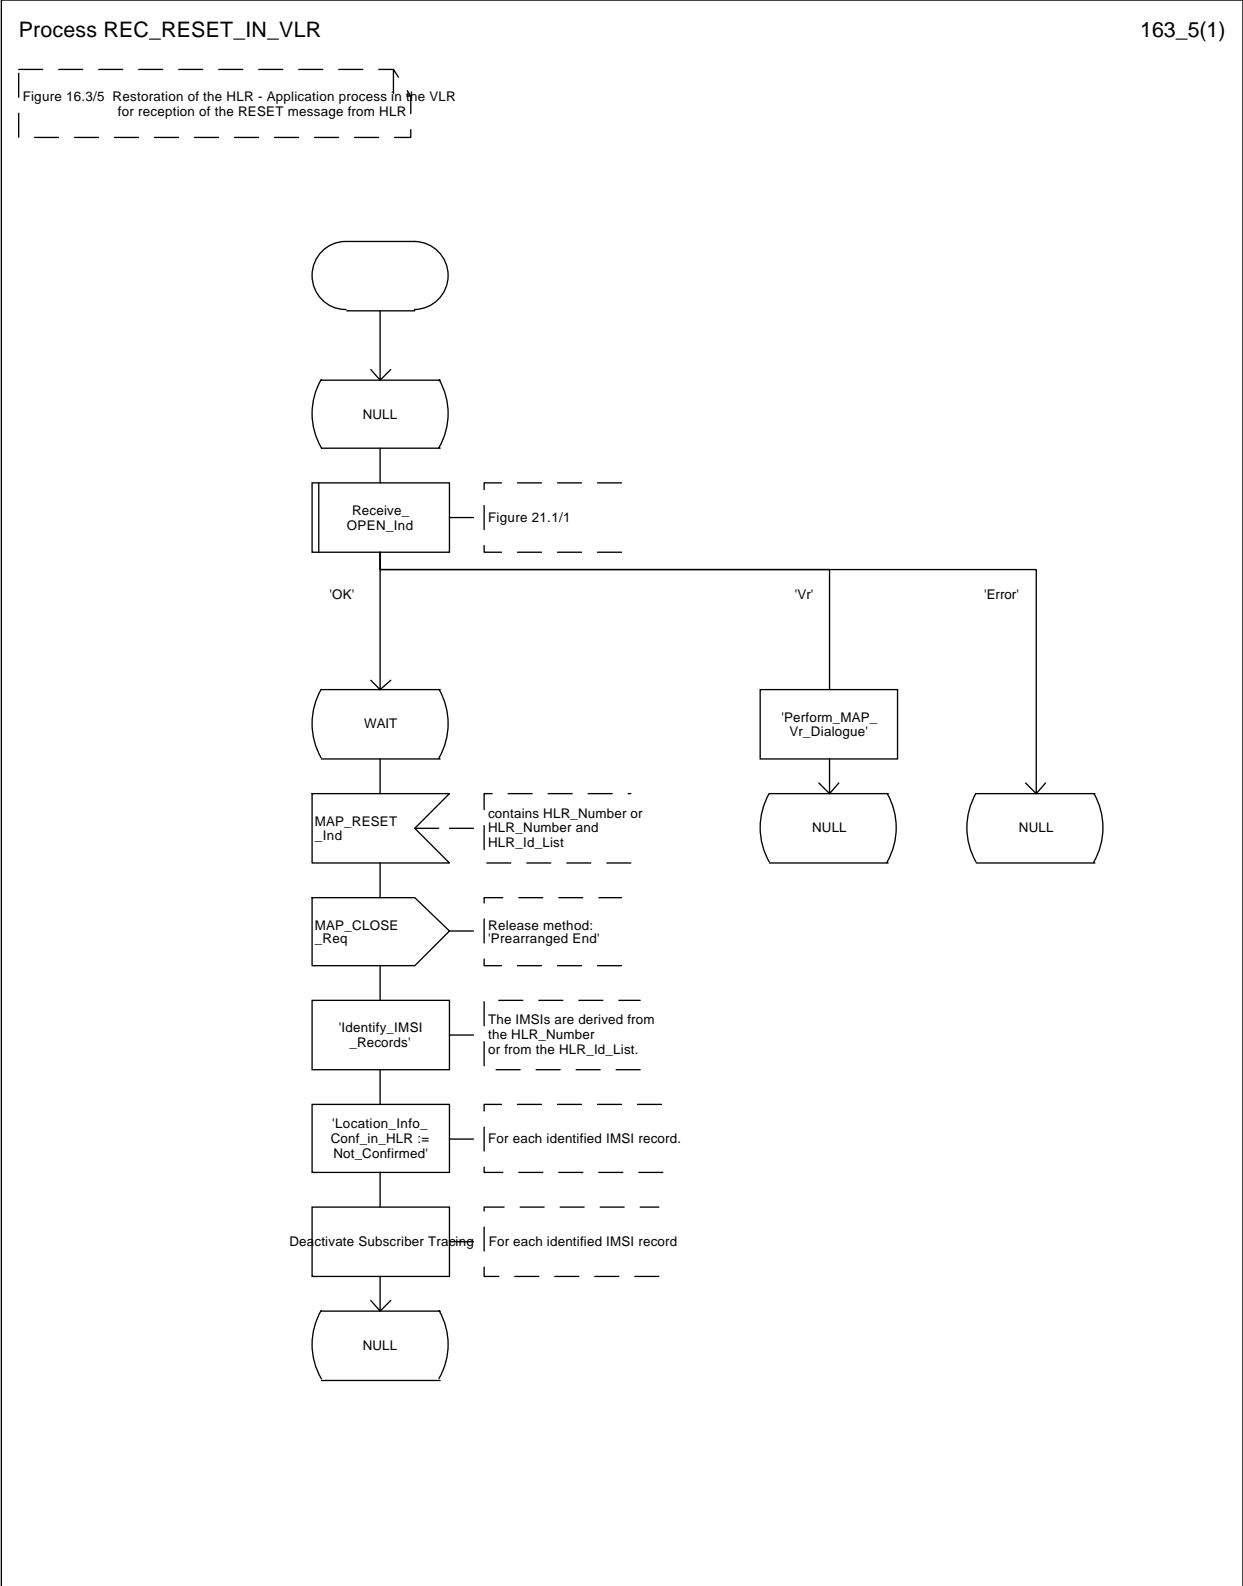 Process REC_RESET_IN_VLR
163_5(1)
Figure 16.3/5 Restoration of the HLR - Application process in the VLR
for reception of the RESET message from HLR
NULL
Receive_
OPEN_Ind
Figure 21.1/1
'OK'
'Vr'
'Error'
WAIT
'Perform_MAP_
Vr_Dialogue'
MAP_RESET
_Ind
contains HLR_Number or
HLR_Number and
HLR_Id_List
NULL
NULL
MAP_CLOSE
_Req
Release method:
'Prearranged End'
'Identify_IMSI
_Records'
The IMSIs are derived from
the HLR_Number
or from the HLR_Id_List.
'Location_Info_
Conf_in_HLR :=
Not_Confirmed'
For each identified IMSI record.
Deactivate Subscriber Tracing
For each identified IMSI record
NULL